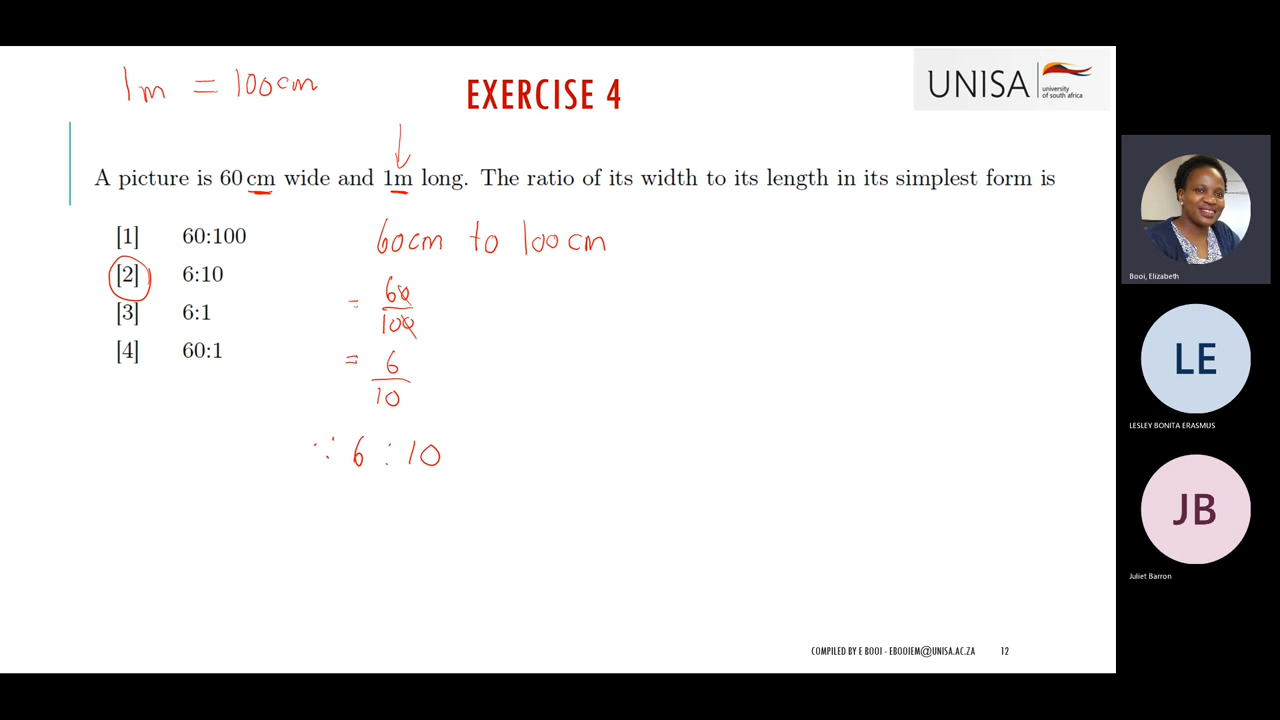 1m = 100cm
EXERCISE 4
UNISA
university
of south africa
A picture is 60 cm wide and 1m long. The ratio of its width to its length in its simplest form is
[1] 60:100
60cm to 100cm
[2] 6:10
= 60/100
[3] 6:1
[4] 60:1
= 6/10
∵ 6 : 10
COMPILED BY E BOOI - EBOOIEM@UNISA.AC.ZA 12
Booi, Elizabeth
LE
LESLEY BONITA ERASMUS
JB
Juliet Barron